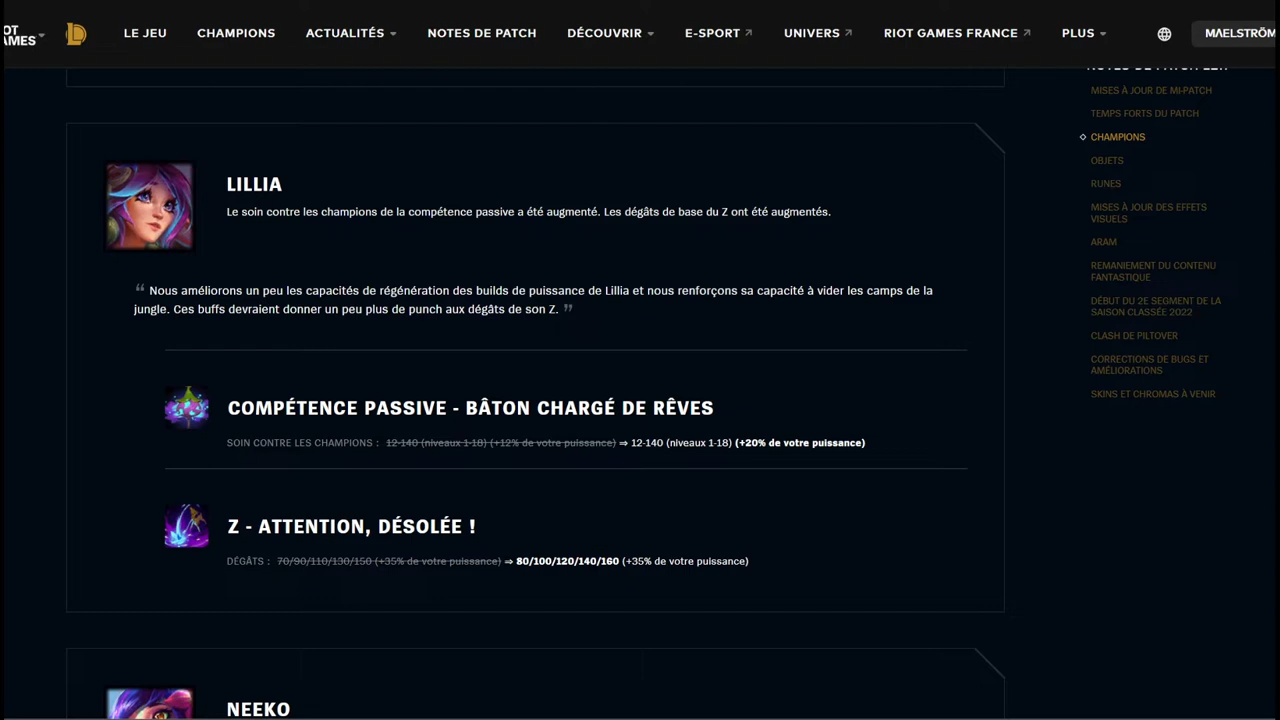 LE JEU
CHAMPIONS
ACTUALITÉS
NOTES DE PATCH
DÉCOUVRIR
E-SPORT
UNIVERS
RIOT GAMES FRANCE
PLUS
LILLIA
Le soin contre les champions de la compétence passive a été augmenté. Les dégâts de base du Z ont été augmentés.
“ Nous améliorons un peu les capacités de régénération des builds de puissance de Lillia et nous renforçons sa capacité à vider les camps de la
jungle. Ces buffs devraient donner un peu plus de punch aux dégâts de son Z. ”
COMPÉTENCE PASSIVE - BÂTON CHARGÉ DE RÊVES
SOIN CONTRE LES CHAMPIONS : 12-140 (niveaux 1-18) (+12% de votre puissance) ⇒ 12-140 (niveaux 1-18) (+20% de votre puissance)
Z - ATTENTION, DÉSOLÉE !
DÉGÂTS : 70/90/110/130/150 (+35% de votre puissance) ⇒ 80/100/120/140/160 (+35% de votre puissance)
NEEKO
NOTES DE PATCH
MISES À JOUR DE MI-PATCH
TEMPS FORTS DU PATCH
CHAMPIONS
OBJETS
RUNES
MISES À JOUR DES EFFETS
VISUELS
ARAM
REMANIEMENT DU CONTENU
FANTASTIQUE
DÉBUT DU 2E SEGMENT DE LA
SAISON CLASSÉE 2022
CLASH DE PILTOVER
CORRECTIONS DE BUGS ET
AMÉLIORATIONS
SKINS ET CHROMAS À VENIR